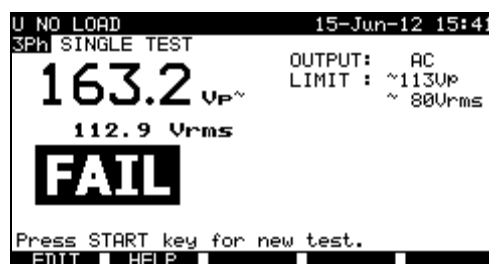 U NO LOAD 15-Jun-12 15:41
3Ph SINGLE TEST
OUTPUT: AC
LIMIT : ~113Vp
~ 80Vrms
163.2 Vp~
112.9 Vrms
FAIL
Press START key for new test.
EDIT HELP